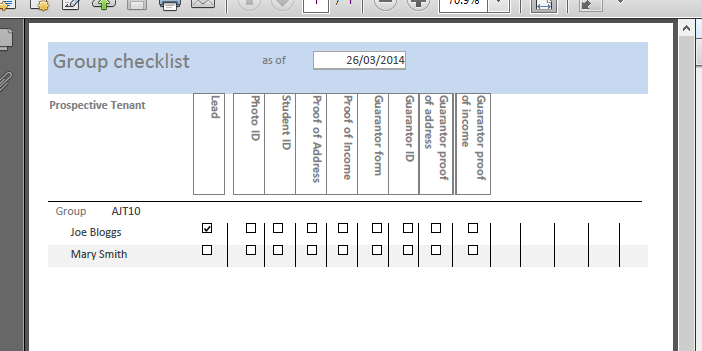 1 / 1 70.9%
Group checklist as of 26/03/2014
Prospective Tenant
Lead
Photo ID
Student ID
Proof of Address
Proof of Income
Guarantor form
Guarantor ID
Guarantor proof
of address
Guarantor proof
of income
Group AJT10
Joe Bloggs
Mary Smith